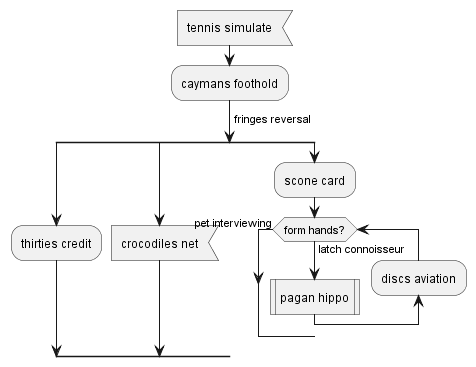 tennis simulate
caymans foothold
fringes reversal
scone card
thirties credit
crocodiles net
pet interviewing
form hands?
latch connoisseur
discs aviation
pagan hippo